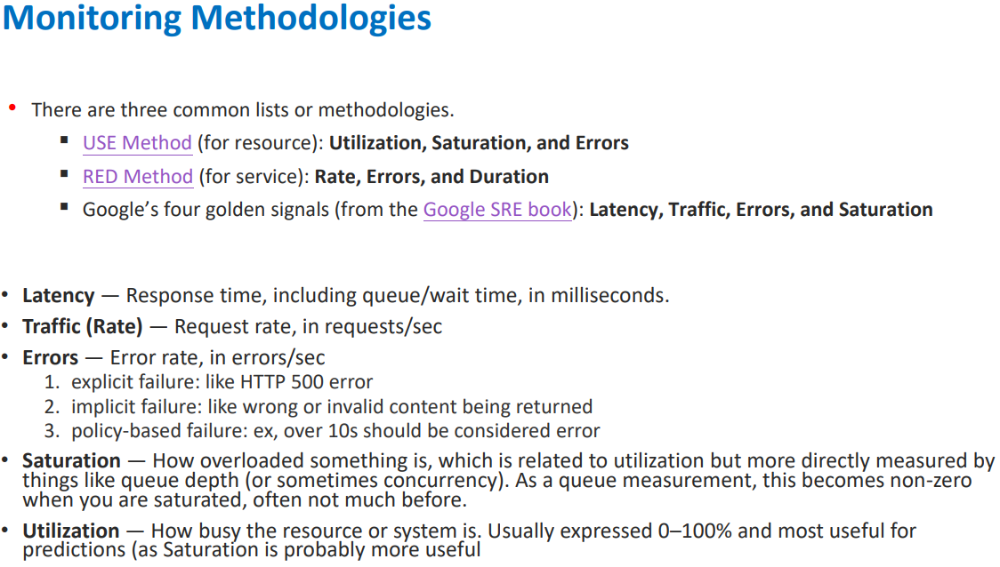 Monitoring Methodologies
• There are three common lists or methodologies.
▪ USE Method (for resource): Utilization, Saturation, and Errors
▪ RED Method (for service): Rate, Errors, and Duration
▪ Google’s four golden signals (from the Google SRE book): Latency, Traffic, Errors, and Saturation
• Latency — Response time, including queue/wait time, in milliseconds.
• Traffic (Rate) — Request rate, in requests/sec
• Errors — Error rate, in errors/sec
1. explicit failure: like HTTP 500 error
2. implicit failure: like wrong or invalid content being returned
3. policy-based failure: ex, over 10s should be considered error
• Saturation — How overloaded something is, which is related to utilization but more directly measured by
things like queue depth (or sometimes concurrency). As a queue measurement, this becomes non-zero
when you are saturated, often not much before.
• Utilization — How busy the resource or system is. Usually expressed 0–100% and most useful for
predictions (as Saturation is probably more useful